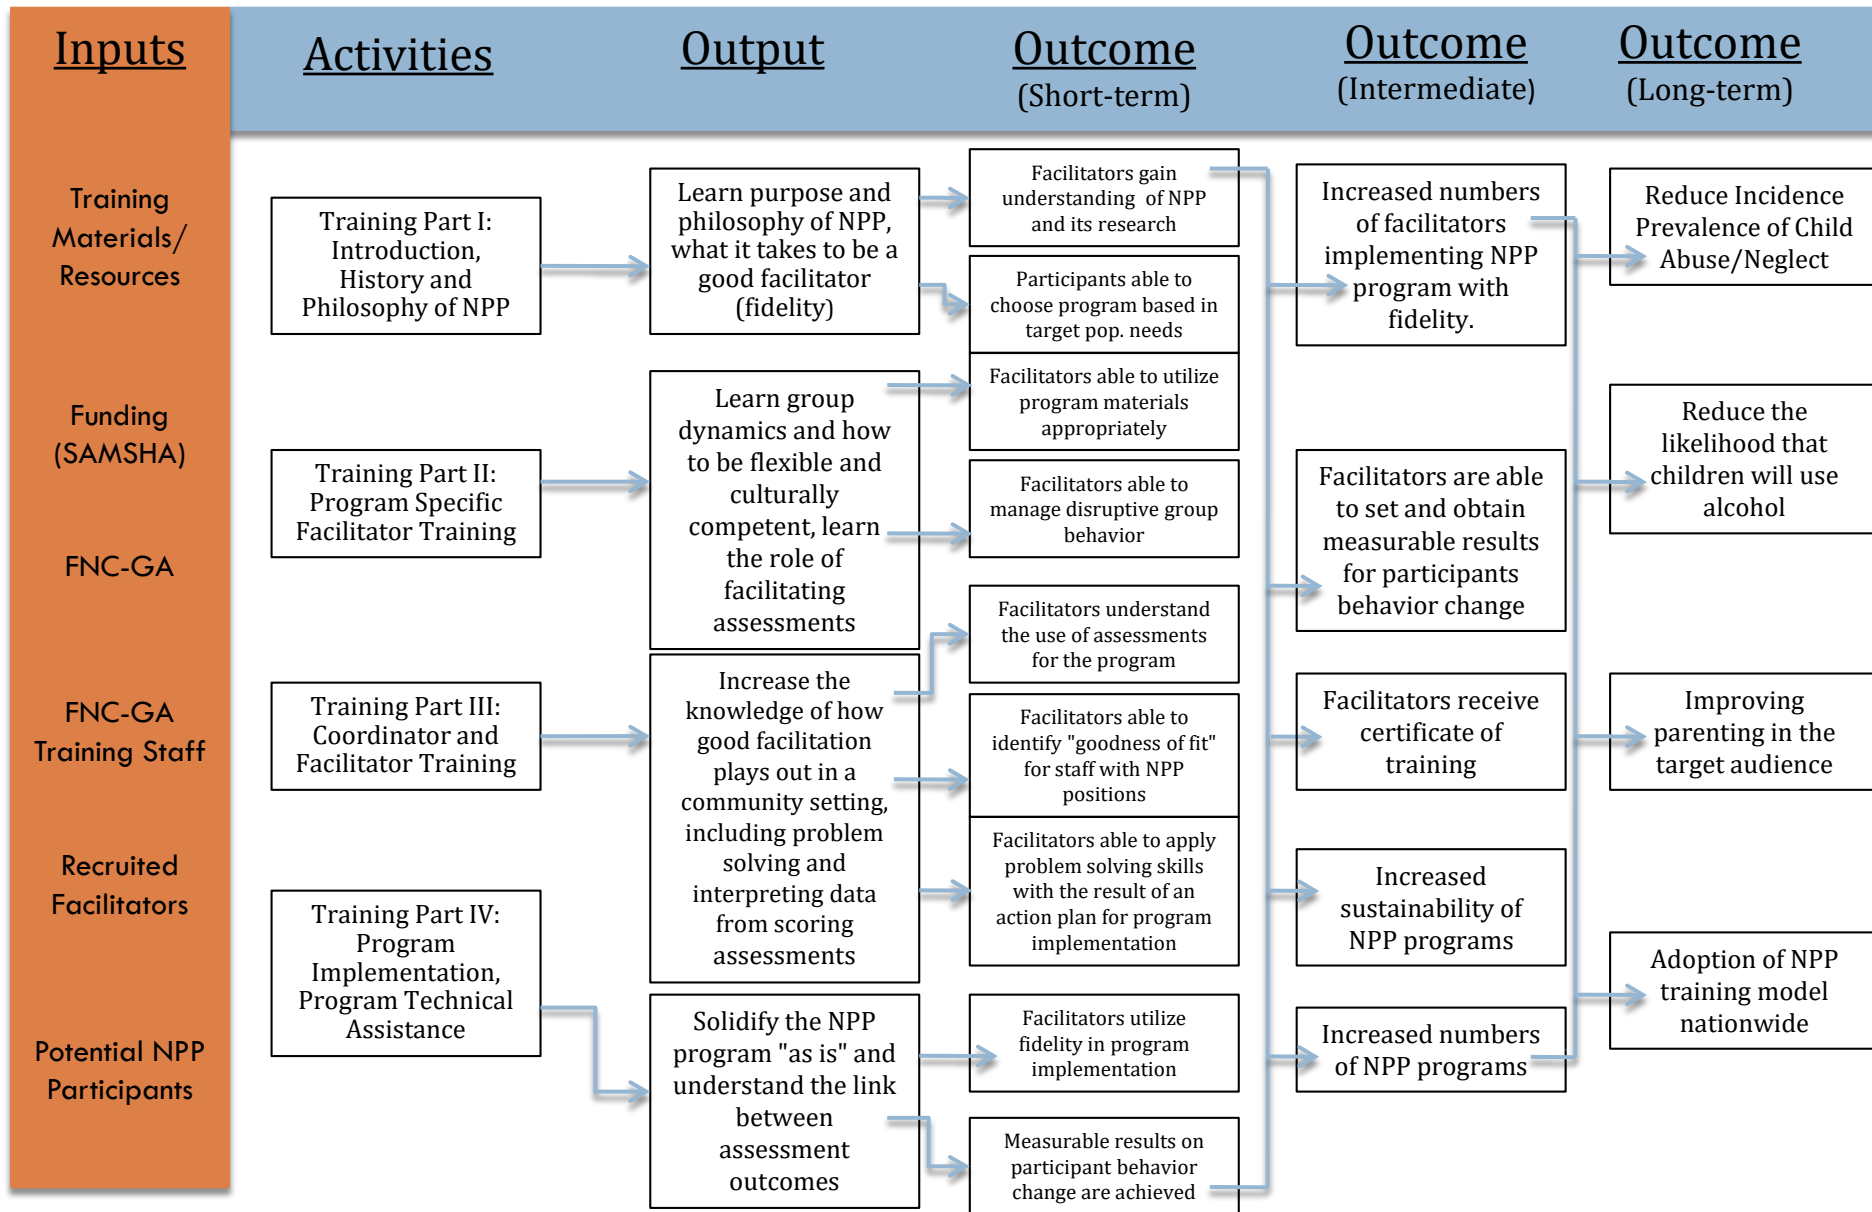 Inputs
Activities
Output
Outcome
(Short-term)
Outcome
(Intermediate)
Outcome
(Long-term)
Training
Materials/
Resources
Funding
(SAMSHA)
FNC-GA
FNC-GA
Training Staff
Recruited
Facilitators
Potential NPP
Participants
Training Part I:
Introduction,
History and
Philosophy of NPP
Training Part II:
Program Specific
Facilitator Training
Training Part III:
Coordinator and
Facilitator Training
Training Part IV:
Program
Implementation,
Program Technical
Assistance
Learn purpose and
philosophy of NPP,
what it takes to be a
good facilitator
(fidelity)
Learn group
dynamics and how
to be flexible and
culturally
competent, learn
the role of
facilitating
assessments
Increase the
knowledge of how
good facilitation
plays out in a
community setting,
including problem
solving and
interpreting data
from scoring
assessments
Solidify the NPP
program "as is" and
understand the link
between
assessment
outcomes
Facilitators gain
understanding of NPP
and its research
Participants able to
choose program based in
target pop. needs
Facilitators able to utilize
program materials
appropriately
Facilitators able to
manage disruptive group
behavior
Facilitators understand
the use of assessments
for the program
Facilitators able to
identify "goodness of fit"
for staff with NPP
positions
Facilitators able to apply
problem solving skills
with the result of an
action plan for program
implementation
Facilitators utilize
fidelity in program
implementation
Measurable results on
participant behavior
change are achieved
Increased numbers
of facilitators
implementing NPP
program with
fidelity.
Facilitators are able
to set and obtain
measurable results
for participants
behavior change
Facilitators receive
certificate of
training
Increased
sustainability of
NPP programs
Increased numbers
of NPP programs
Reduce Incidence
Prevalence of Child
Abuse/Neglect
Reduce the
likelihood that
children will use
alcohol
Improving
parenting in the
target audience
Adoption of NPP
training model
nationwide